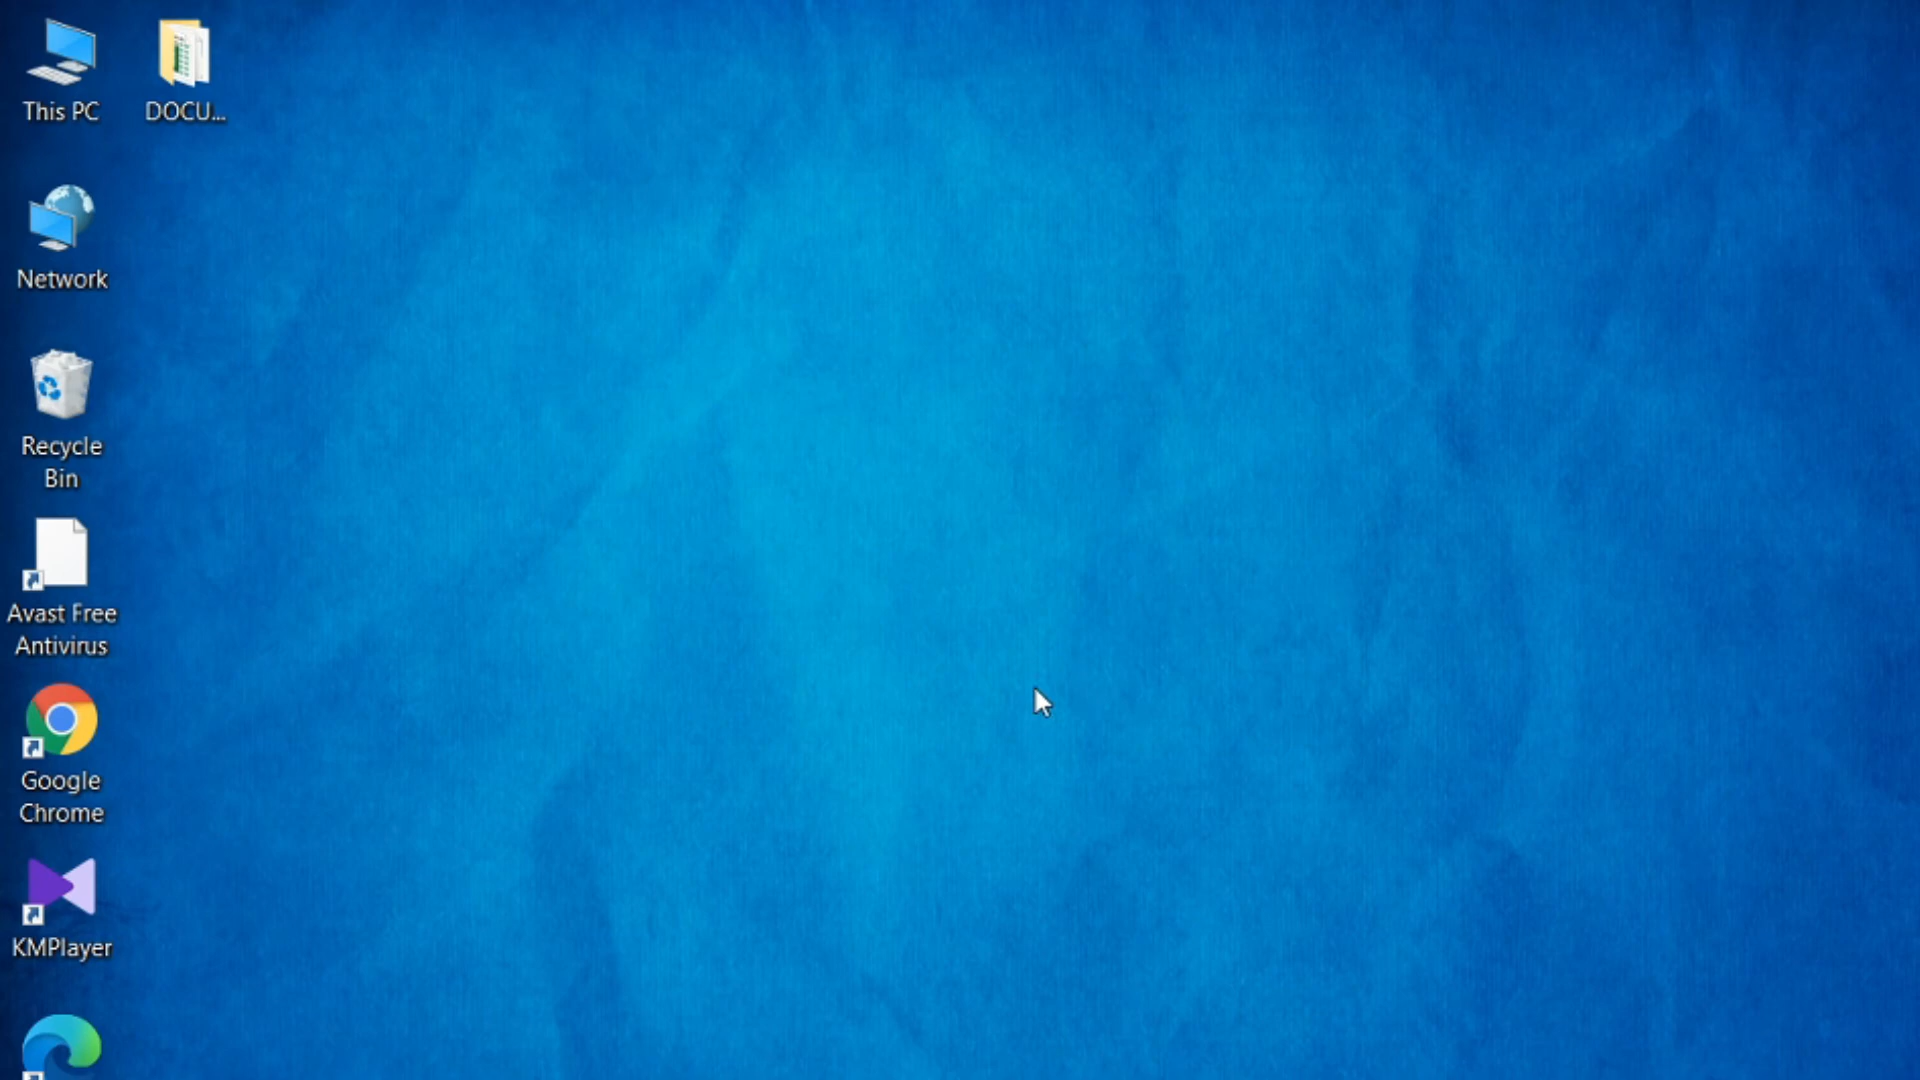 This PC
DOCU...
Network
Recycle
Bin
Avast Free
Antivirus
Google
Chrome
KMPlayer